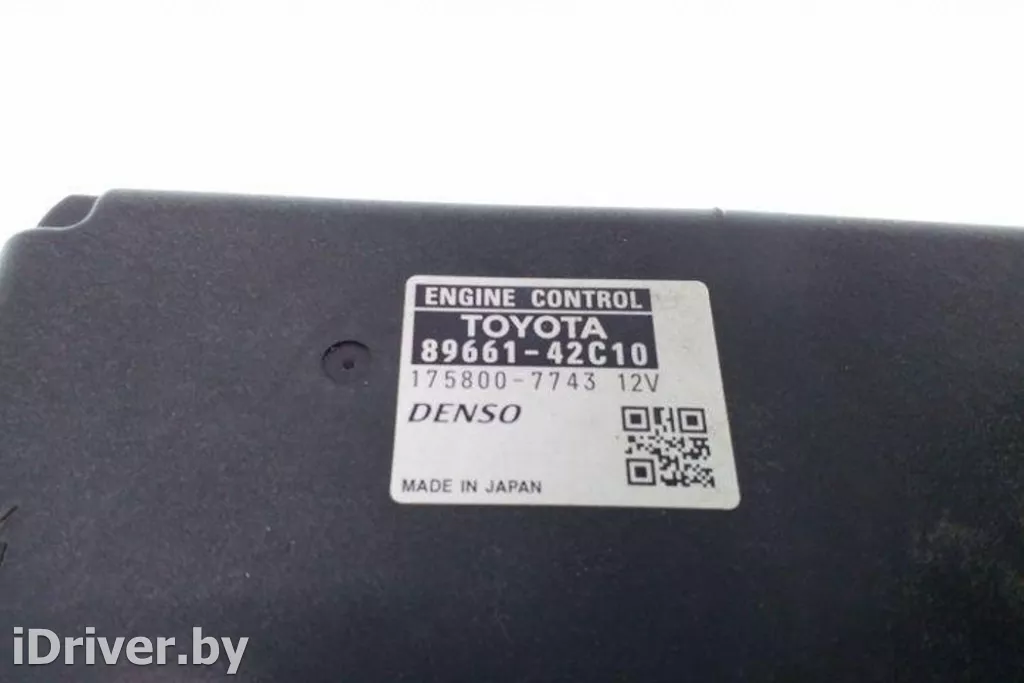 ENGINE CONTROL
TOYOTA
89661-42C10
175800-7743 12V
DENSO
MADE IN JAPAN
iDriver.by